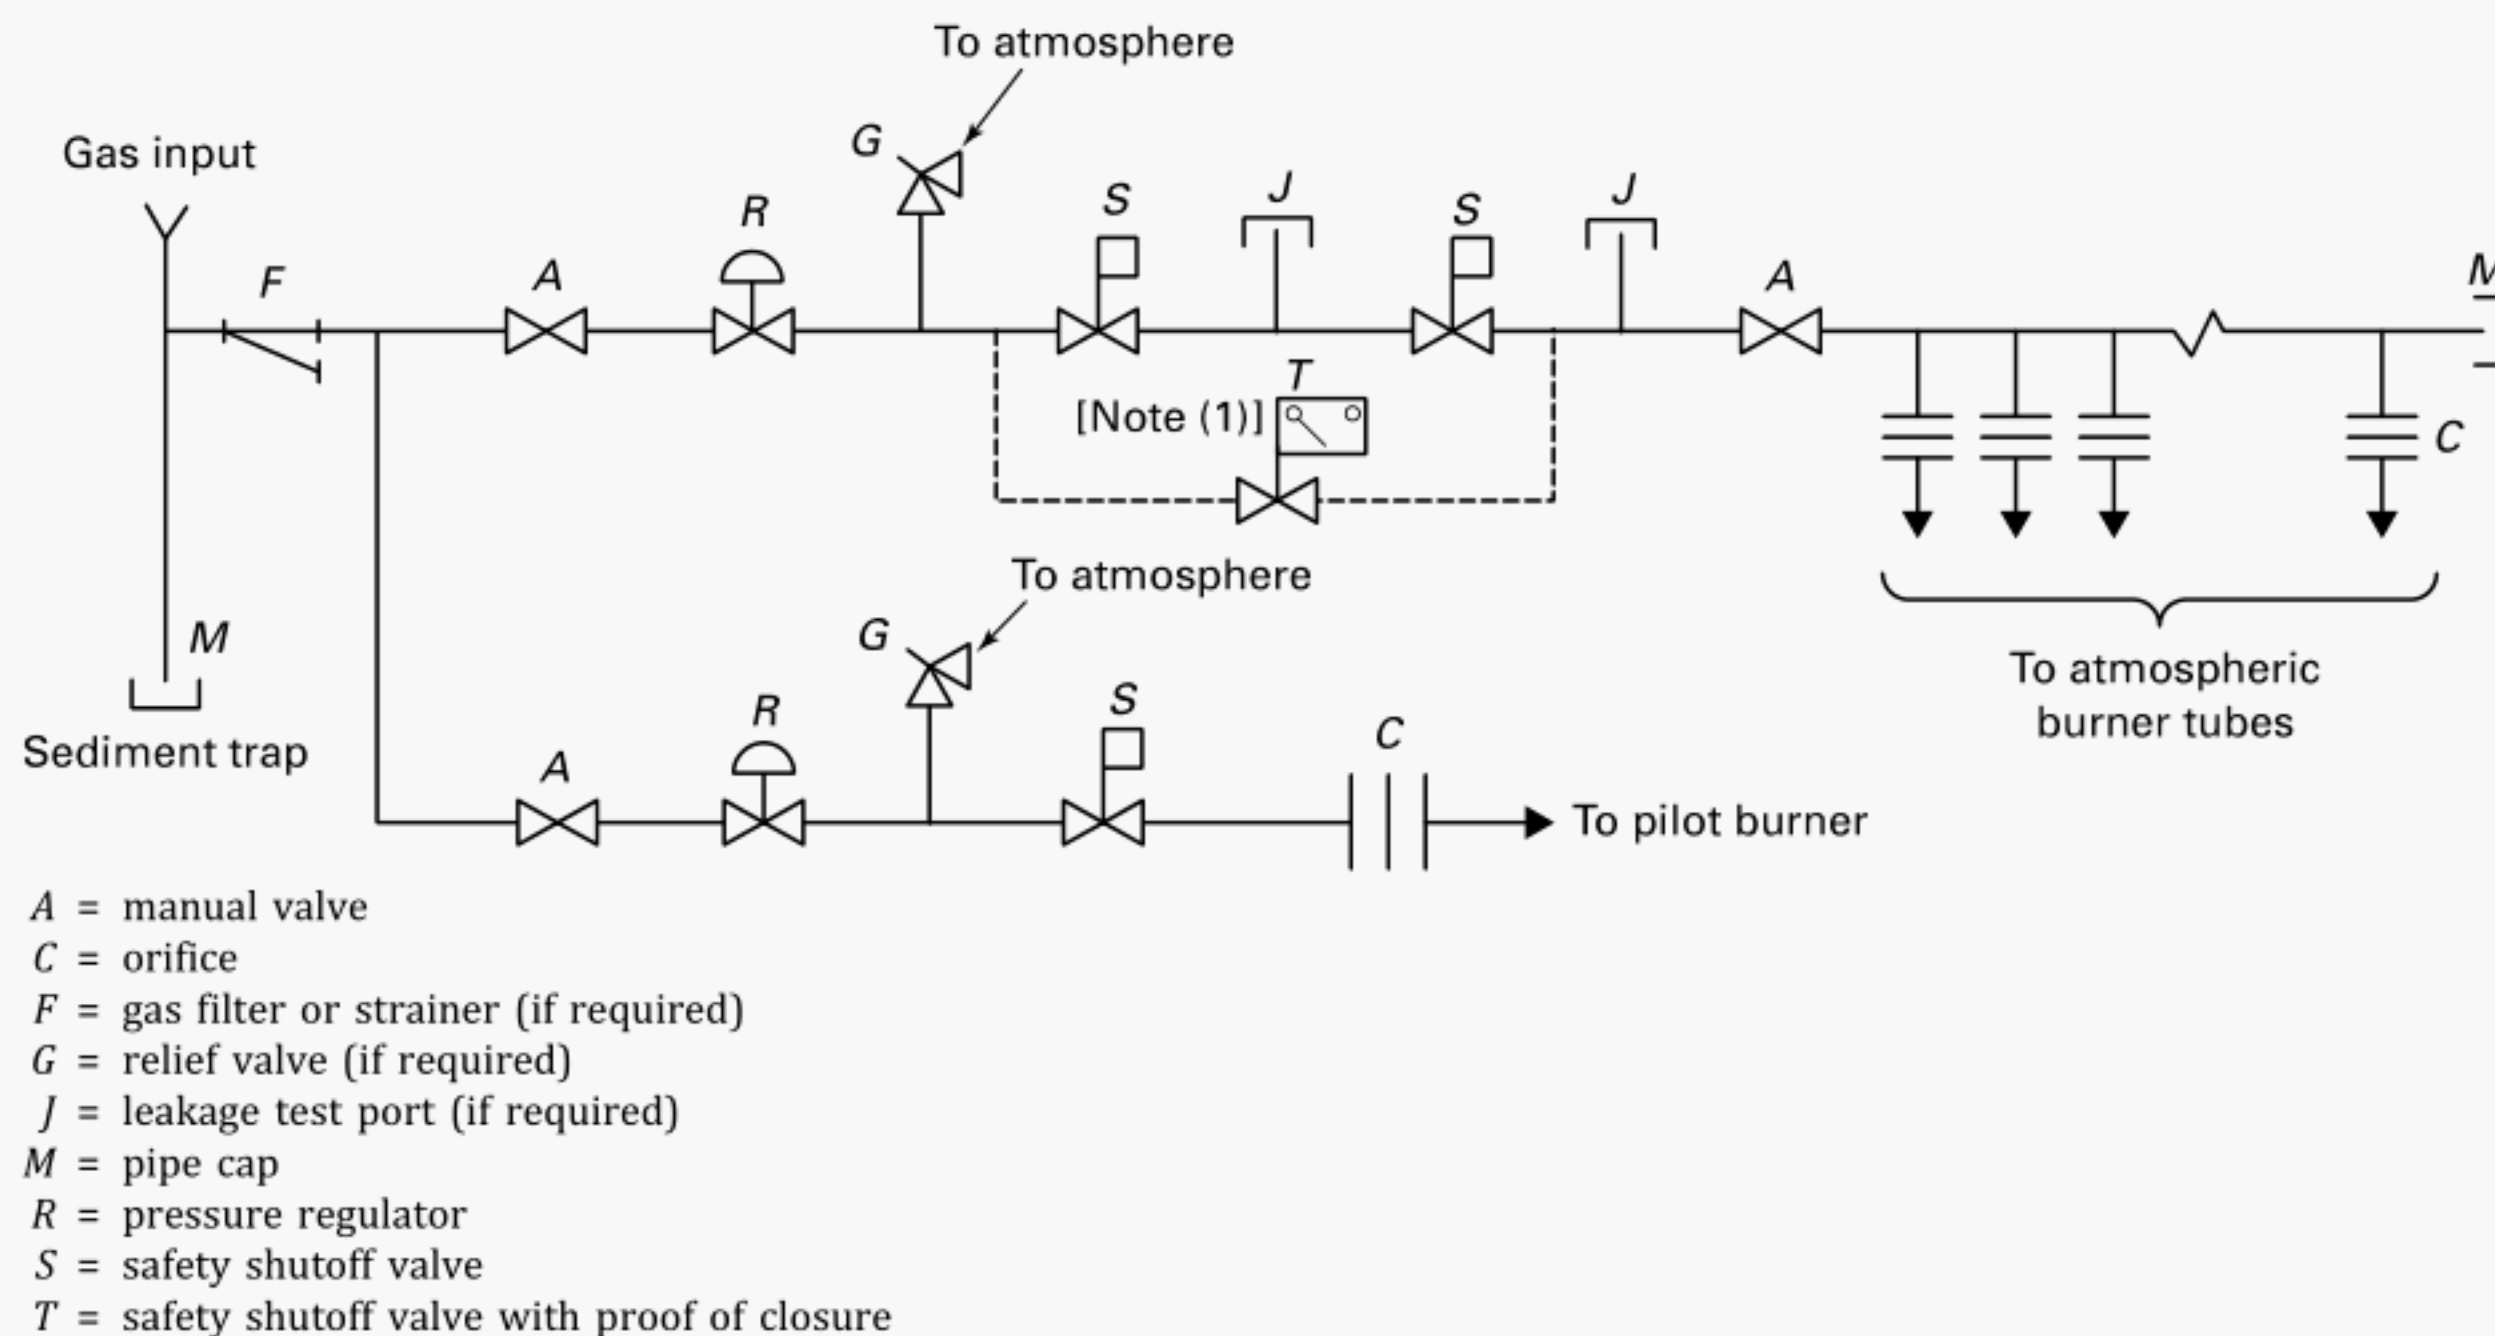 To atmosphere
Gas input
G
F
A
R
S
J
S
J
A
M
T
[Note (1)]
C
To atmosphere
M
G
Sediment trap
A
R
S
C
To atmospheric
burner tubes
To pilot burner
A = manual valve
C = orifice
F = gas filter or strainer (if required)
G = relief valve (if required)
J = leakage test port (if required)
M = pipe cap
R = pressure regulator
S = safety shutoff valve
T = safety shutoff valve with proof of closure